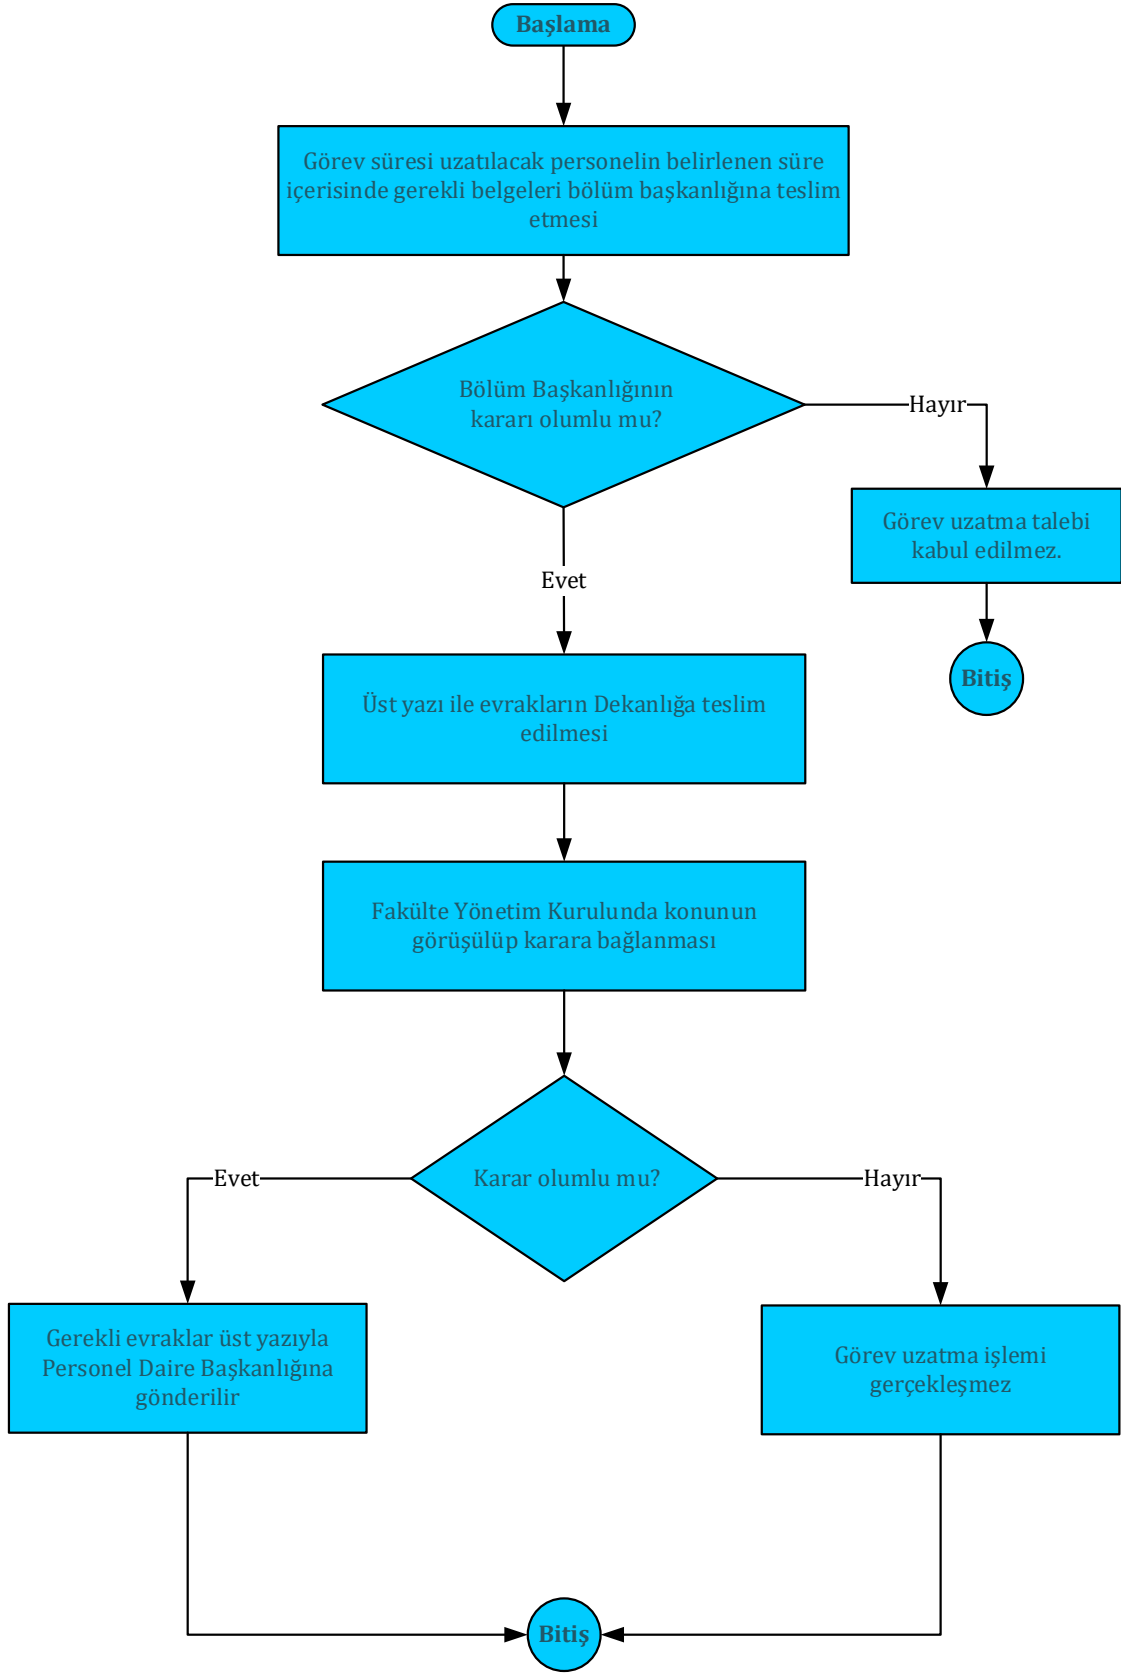 Başlama
Görev süresi uzatılacak personelin belirlenen süre
içerisinde gerekli belgeleri bölüm başkanlığına teslim
etmesi
Bölüm Başkanlığının
kararı olumlu mu?
Hayır
Görev uzatma talebi
kabul edilmez.
Evet
Bitiş
Üst yazı ile evrakların Dekanlığa teslim
edilmesi
Fakülte Yönetim Kurulunda konunun
görüşülüp karara bağlanması
Karar olumlu mu?
Evet
Hayır
Gerekli evraklar üst yazıyla
Personel Daire Başkanlığına
gönderilir
Görev uzatma işlemi
gerçekleşmez
Bitiş